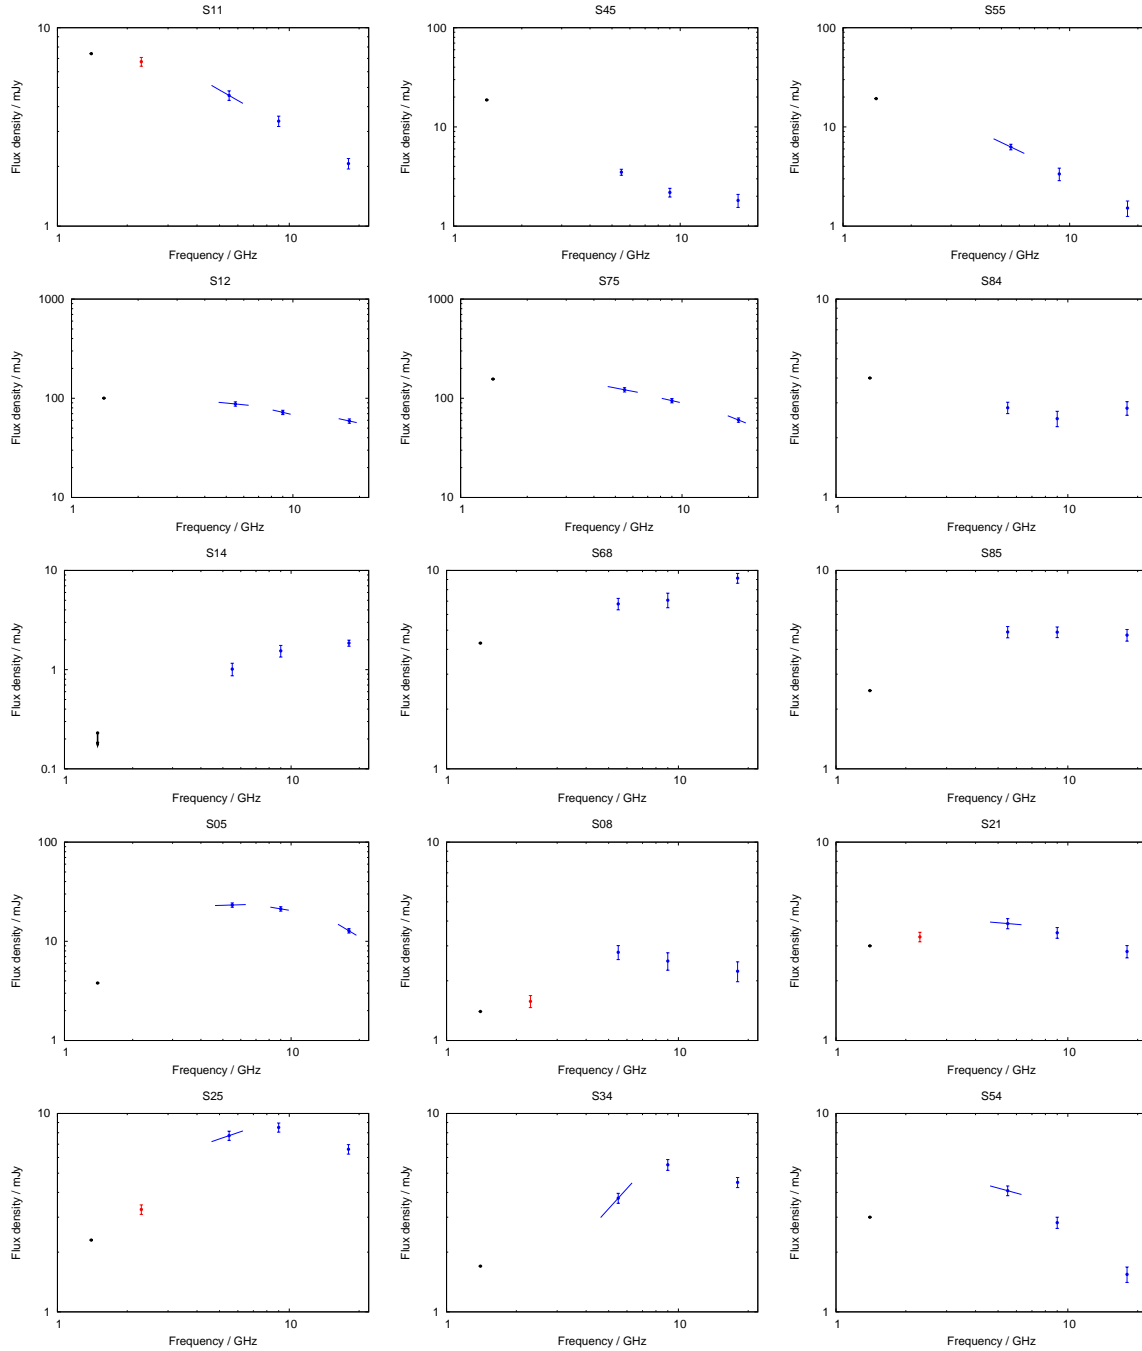 S11
Flux density / mJy
10
1
1 10
Frequency / GHz
S45
Flux density / mJy
100
10
1
1 10
Frequency / GHz
S55
Flux density / mJy
100
10
1
1 10
Frequency / GHz
S12
Flux density / mJy
1000
100
10
1 10
Frequency / GHz
S75
Flux density / mJy
1000
100
10
1 10
Frequency / GHz
S84
Flux density / mJy
10
1
1 10
Frequency / GHz
S14
Flux density / mJy
10
1
0.1
1 10
Frequency / GHz
S68
Flux density / mJy
10
1
1 10
Frequency / GHz
S85
Flux density / mJy
10
1
1 10
Frequency / GHz
S05
Flux density / mJy
100
10
1
1 10
Frequency / GHz
S08
Flux density / mJy
10
1
1 10
Frequency / GHz
S21
Flux density / mJy
10
1
1 10
Frequency / GHz
S25
Flux density / mJy
10
1
1 10
Frequency / GHz
S34
Flux density / mJy
10
1
1 10
Frequency / GHz
S54
Flux density / mJy
10
1
1 10
Frequency / GHz